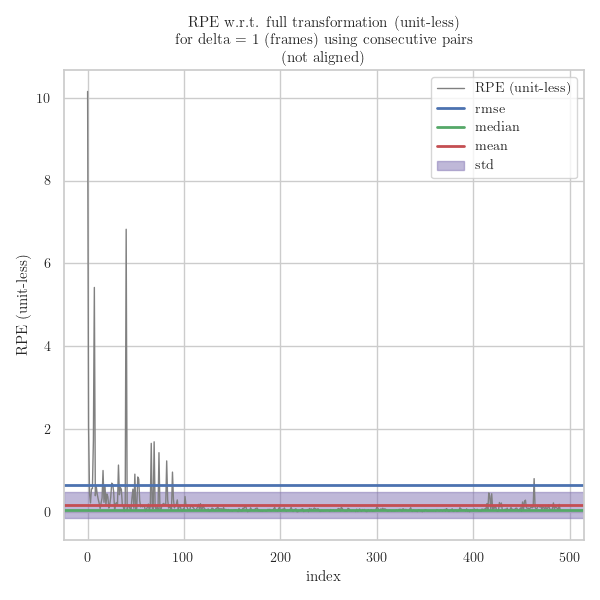 RPE w.r.t. full transformation (unit-less)
for delta = 1 (frames) using consecutive pairs
(not aligned)
RPE (unit-less)
rmse
median
mean
std
RPE (unit-less)
10
8
6
4
2
0
0
100
200
300
400
500
index